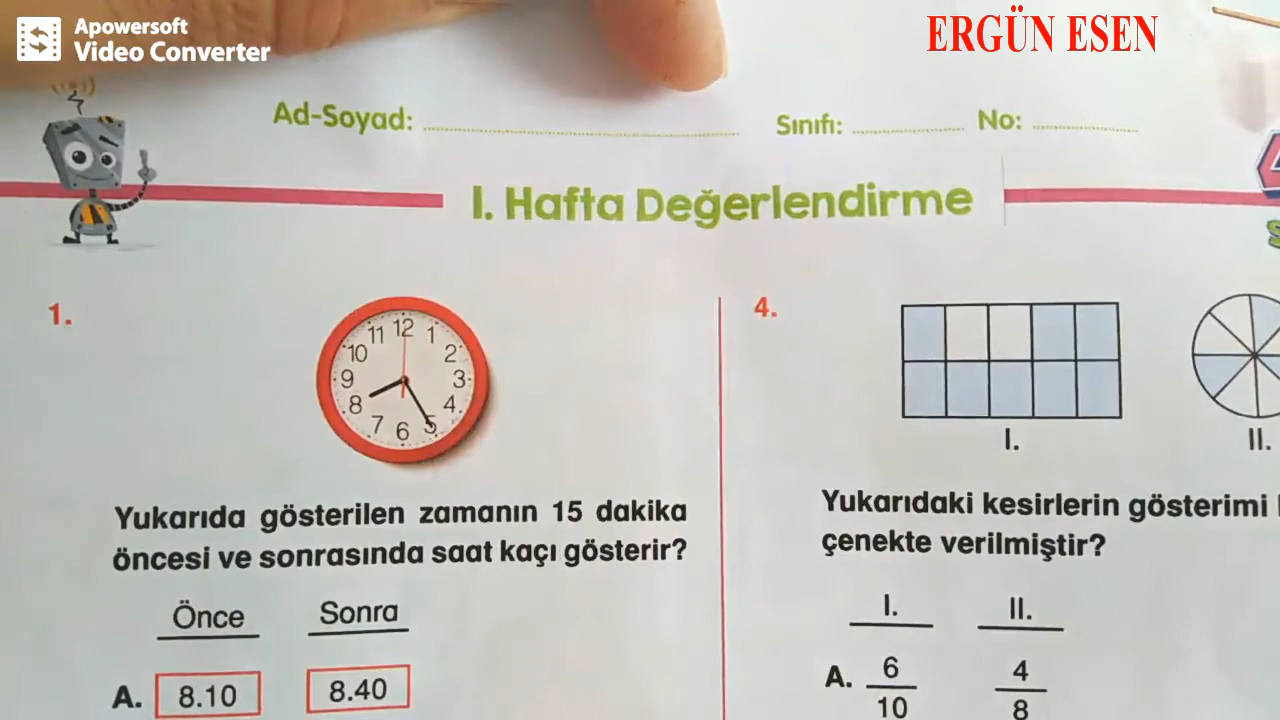 Apowersoft
Video Converter
ERGÜN ESEN
Ad-Soyad: Sınıfı: No:
I. Hafta Değerlendirme
1.
12 1 2 3 4 5 6 7 8 9 10 11
Yukarıda gösterilen zamanın 15 dakika
öncesi ve sonrasında saat kaçı gösterir?
Önce Sonra
A. 8.10 8.40
4.
I. II.
Yukarıdaki kesirlerin gösterimi
çenekte verilmiştir?
I. II.
A. 6/10 4/8